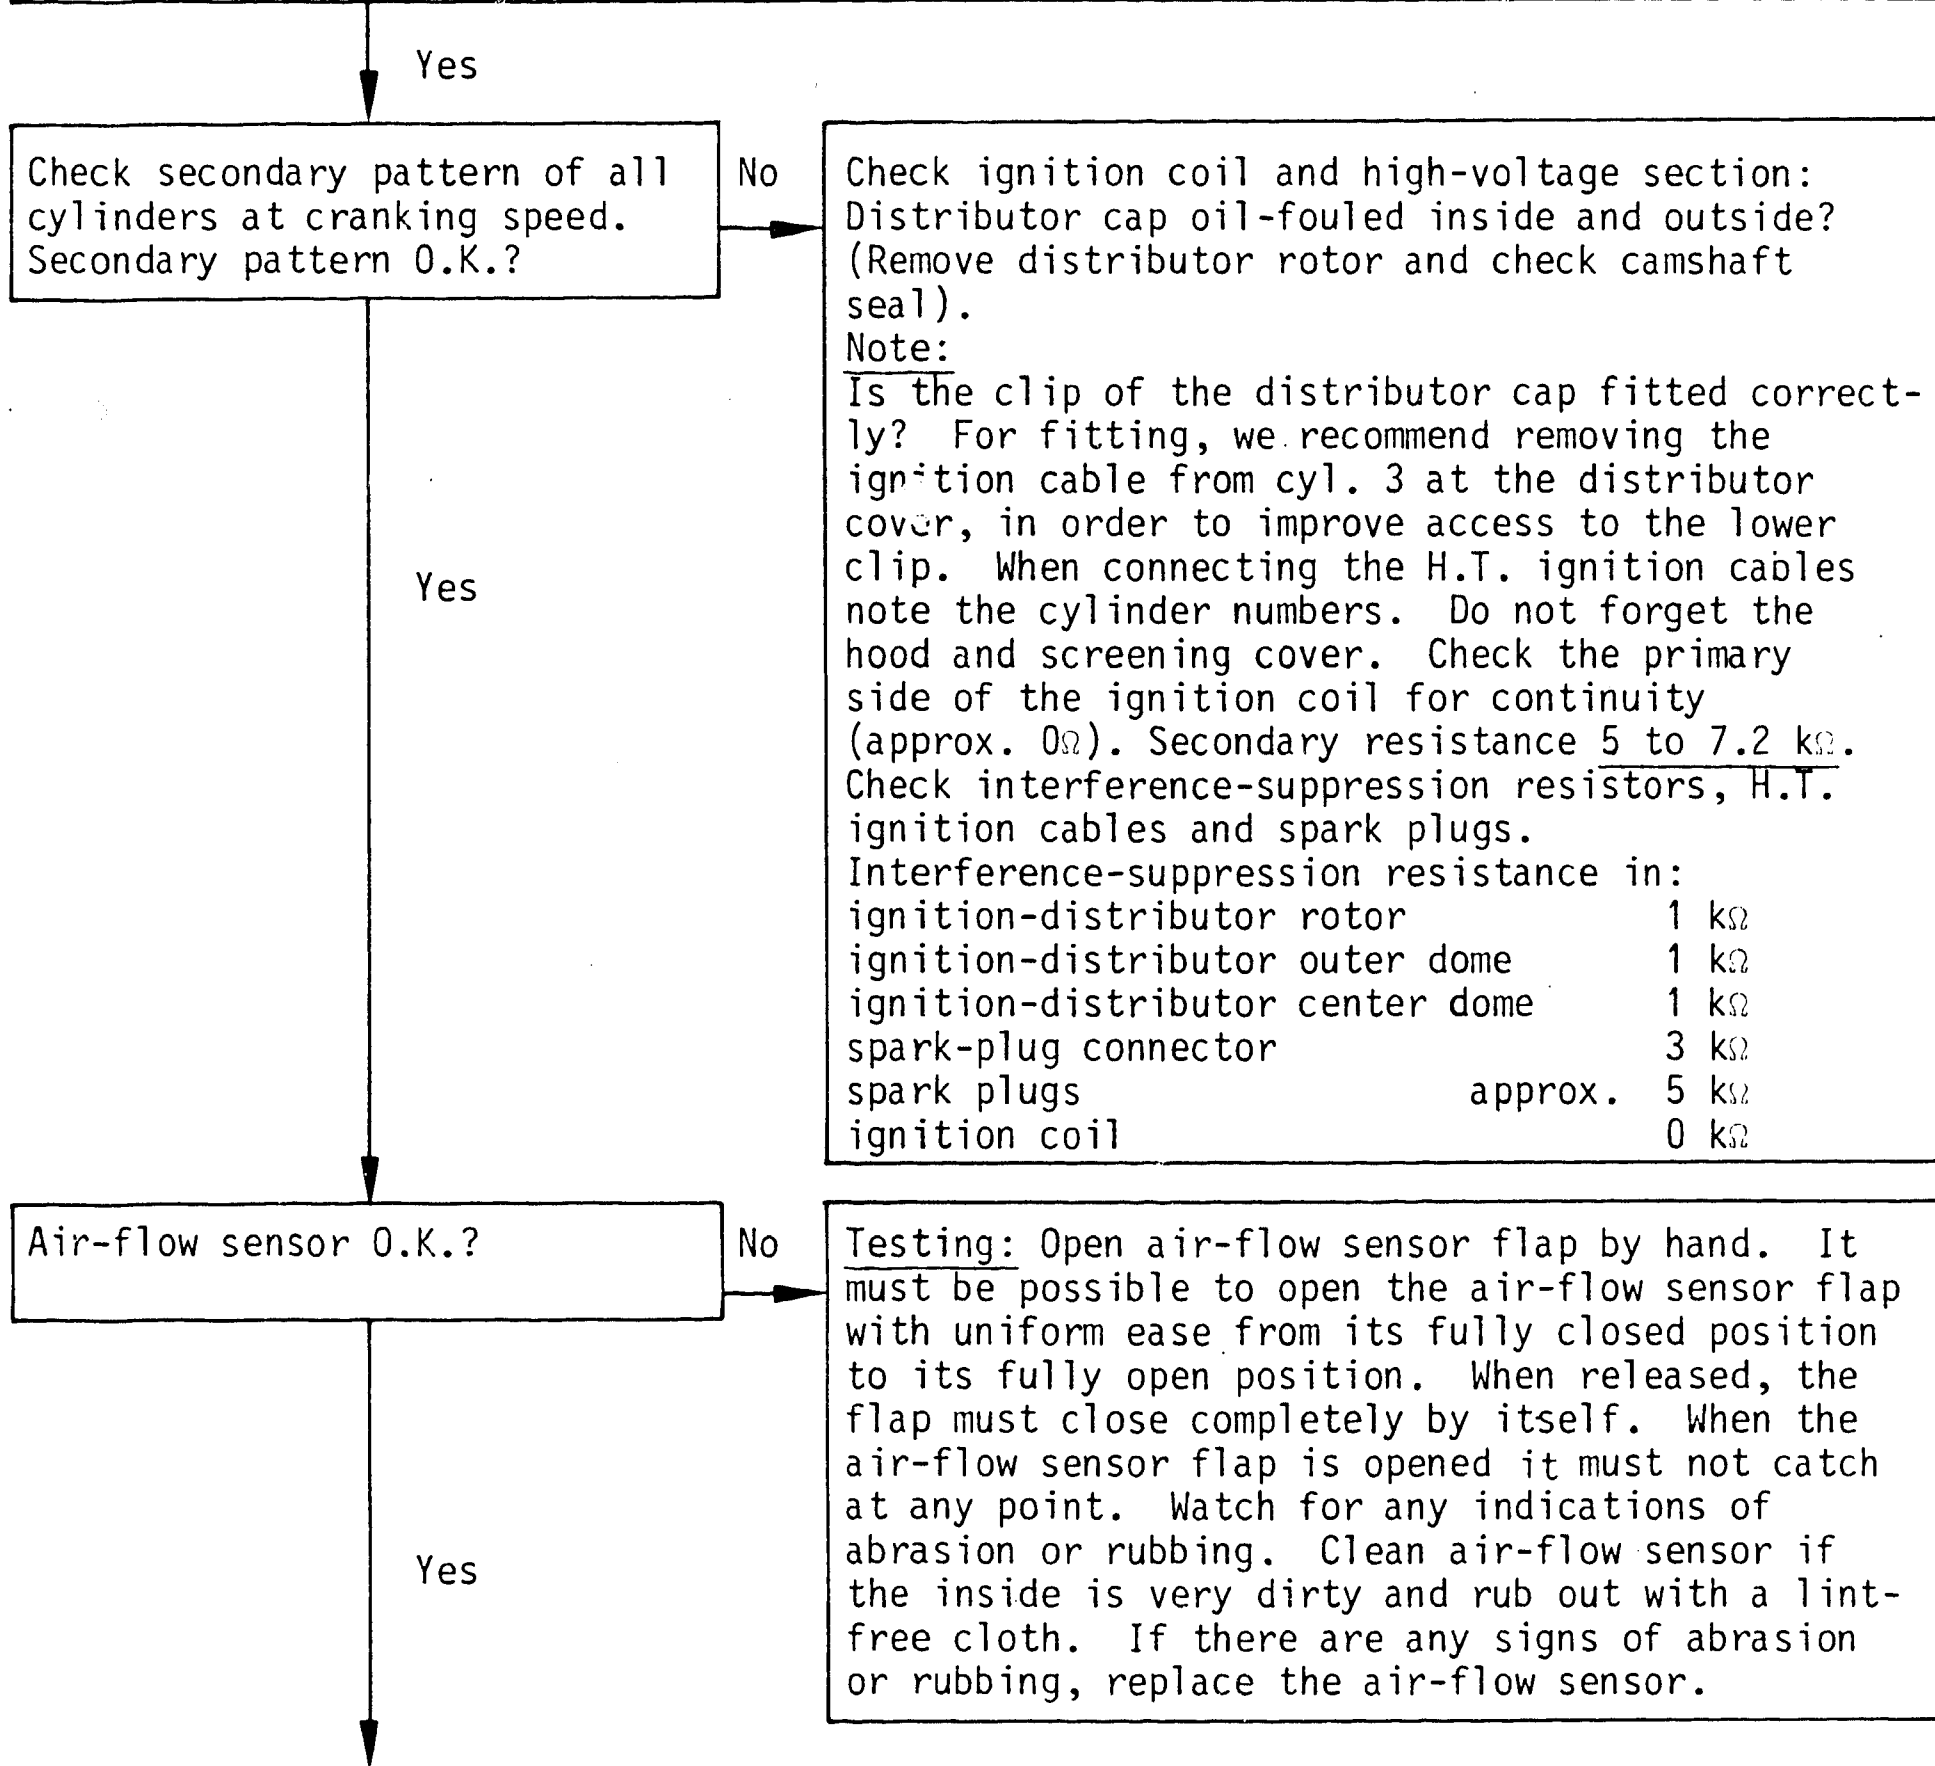 Yes
Check secondary pattern of all
cylinders at cranking speed.
Secondary pattern O.K.?
No
Check ignition coil and high-voltage section:
Distributor cap oil-fouled inside and outside?
(Remove distributor rotor and check camshaft
seal).
Note:
Is the clip of the distributor cap fitted correct-
ly? For fitting, we recommend removing the
ignition cable from cyl. 3 at the distributor
cover, in order to improve access to the lower
clip. When connecting the H.T. ignition cables
note the cylinder numbers. Do not forget the
hood and screening cover. Check the primary
side of the ignition coil for continuity
(approx. 0Ω). Secondary resistance 5 to 7.2 kΩ.
Check interference-suppression resistors, H.T.
ignition cables and spark plugs.
Interference-suppression resistance in:
ignition-distributor rotor 1 kΩ
ignition-distributor outer dome 1 kΩ
ignition-distributor center dome 1 kΩ
spark-plug connector 3 kΩ
spark plugs approx. 5 kΩ
ignition coil 0 kΩ
Yes
Air-flow sensor O.K.?
No
Testing: Open air-flow sensor flap by hand. It
must be possible to open the air-flow sensor flap
with uniform ease from its fully closed position
to its fully open position. When released, the
flap must close completely by itself. When the
air-flow sensor flap is opened it must not catch
at any point. Watch for any indications of
abrasion or rubbing. Clean air-flow sensor if
the inside is very dirty and rub out with a lint-
free cloth. If there are any signs of abrasion
or rubbing, replace the air-flow sensor.
Yes